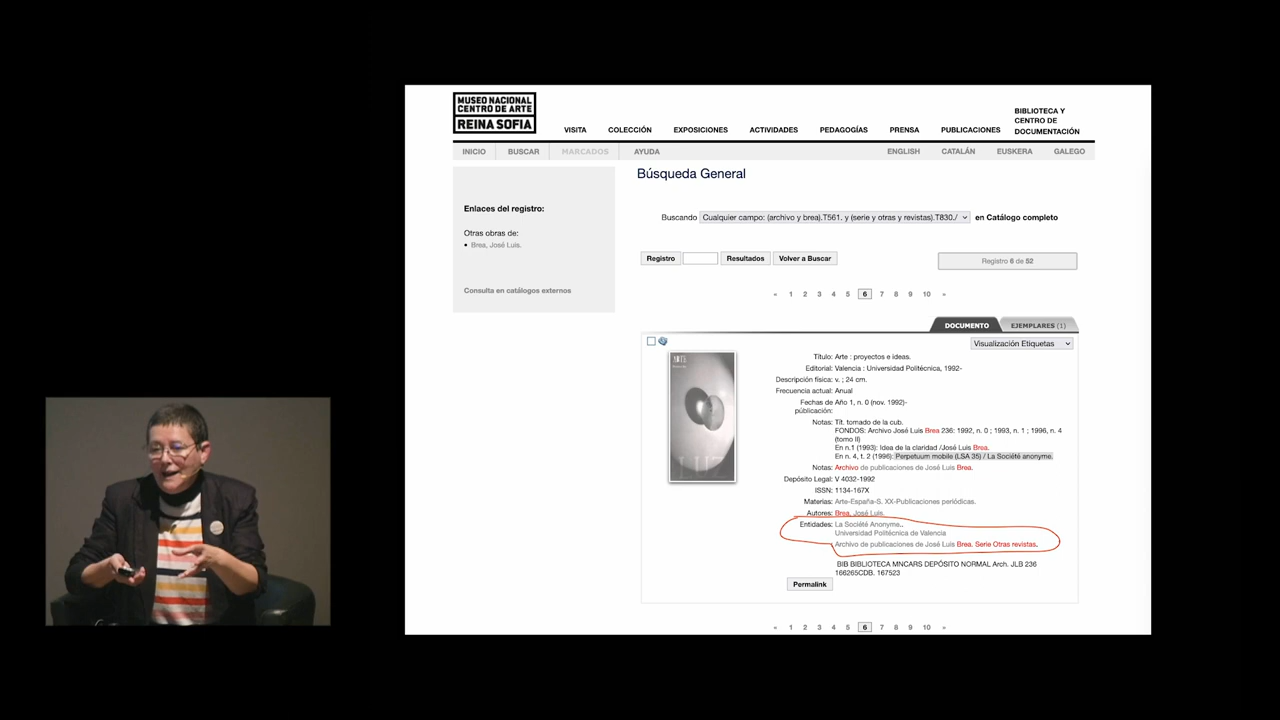 MUSEO NACIONAL
CENTRO DE ARTE
REINA SOFIA
VISITA
COLECCIÓN
EXPOSICIONES
ACTIVIDADES
PEDAGOGÍAS
PRENSA
PUBLICACIONES
BIBLIOTECA Y
CENTRO DE
DOCUMENTACIÓN
INICIO
BUSCAR
MARCADOS
AYUDA
ENGLISH
CATALÁN
EUSKERA
GALEGO
Enlaces del registro:
Otras obras de:
• Brea, José Luis.
Consulta en catálogos externos
Búsqueda General
Buscando Cualquier campo: (archivo y brea).T561. y (serie y otras y revistas).T830./ en Catálogo completo
Registro Resultados Volver a Buscar
Registro 6 de 52
« 1 2 3 4 5 6 7 8 9 10 »
DOCUMENTO EJEMPLARES (1)
Visualización Etiquetas
ARTE
LUZ
Título: Arte : proyectos e ideas.
Editorial: Valencia : Universidad Politécnica, 1992-
Descripción física: v. ; 24 cm.
Frecuencia actual: Anual
Fechas de Año 1, n. 0 (nov. 1992)-
públicación:
Notas: Tít. tomado de la cub.
FONDOS: Archivo José Luis Brea 236: 1992, n. 0 ; 1993, n. 1 ; 1996, n. 4
(tomo II)
En n.1 (1993): Idea de la claridad /José Luis Brea.
En n. 4, t. 2 (1996): Perpetuum mobile (LSA 35) / La Société anonyme.
Notas: Archivo de publicaciones de José Luis Brea.
Depósito Legal: V 4032-1992
ISSN: 1134-167X
Materias: Arte-España-S. XX-Publicaciones periódicas.
Autores: Brea, José Luis.
Entidades: La Société Anonyme..
Universidad Politécnica de Valencia
Archivo de publicaciones de José Luis Brea. Serie Otras revistas.
BIB BIBLIOTECA MNCARS DEPÓSITO NORMAL Arch. JLB 236
166265CDB. 167523
Permalink
« 1 2 3 4 5 6 7 8 9 10 »